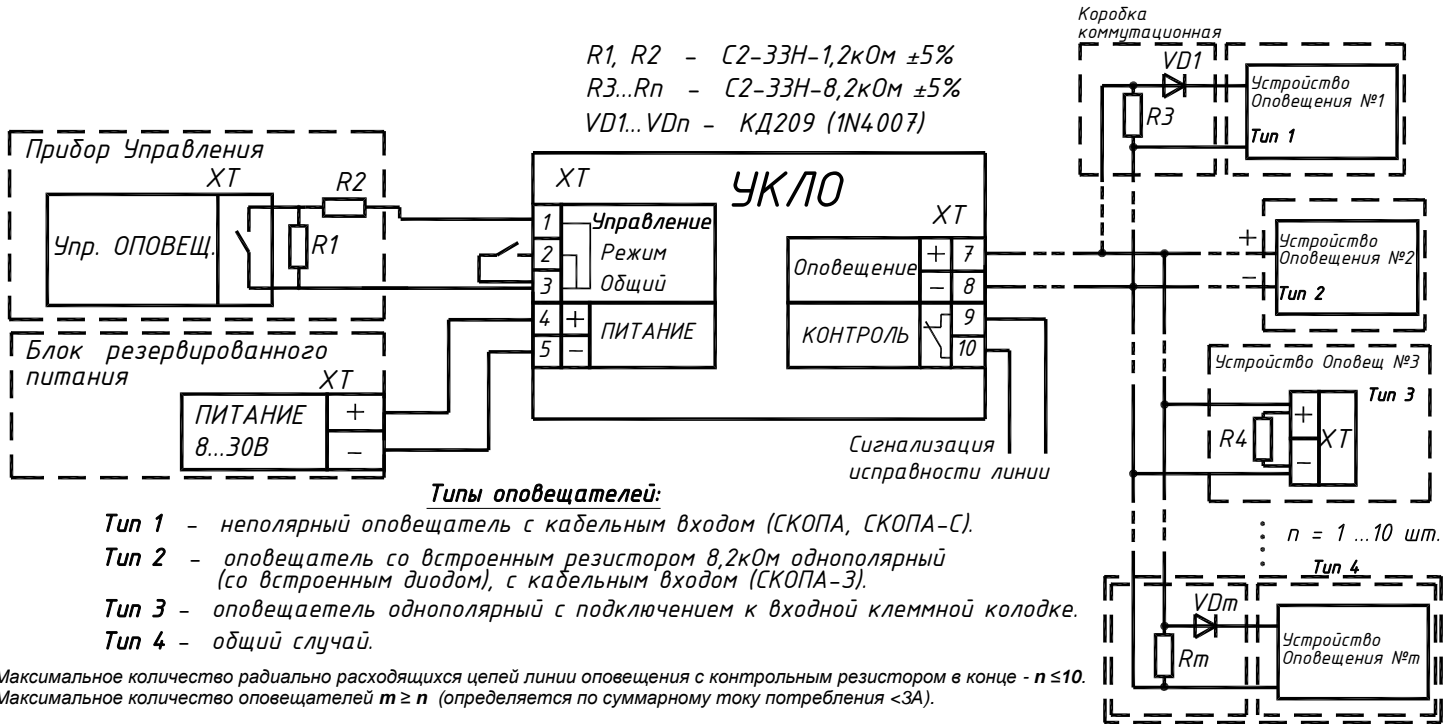 R1, R2 - С2-33Н-1,2кОм ±5%
R3...Rn - С2-33Н-8,2кОм ±5%
VD1...VDn - КД209 (1N4007)
Коробка
коммутационная
VD1
R3
Устройство
Оповещения №1
Тип 1
Прибор Управления
ХТ
R2
Упр. ОПОВЕЩ.
R1
УКЛО
ХТ
1 Управление
2 Режим
3 Общий
4 + ПИТАНИЕ
5 –
ХТ
Оповещение + 7
– 8
КОНТРОЛЬ 9
10
+
–
Устройство
Оповещения №2
Тип 2
Блок резервированного
питания
ХТ
ПИТАНИЕ +
8...30В –
Сигнализация
исправности линии
Устройство Оповещ №3
Тип 3
R4
+
ХТ
–
n = 1 ...10 шт.
Тип 4
VDm
Rm
Устройство
Оповещения №m
Типы оповещателей:
Тип 1 – неполярный оповещатель с кабельным входом (СКОПА, СКОПА-С).
Тип 2 – оповещатель со встроенным резистором 8,2кОм однополярный
(со встроенным диодом), с кабельным входом (СКОПА-З).
Тип 3 – оповещаетель однополярный с подключением к входной клеммной колодке.
Тип 4 – общий случай.
Максимальное количество радиально расходящихся цепей линии оповещения с контрольным резистором в конце - n ≤10.
Максимальное количество оповещателей m ≥ n (определяется по суммарному току потребления <3А).